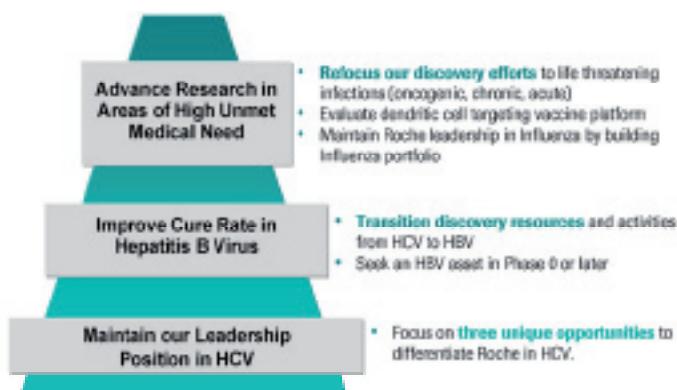 Advance Research in
Areas of High Unmet
Medical Need
• Refocus our discovery efforts to life threatening
infections (oncogenic, chronic, acute)
• Evaluate dendritic cell targeting vaccine platform
• Maintain Roche leadership in Influenza by building
Influenza portfolio
Improve Cure Rate in
Hepatitis B Virus
• Transition discovery resources and activities
from HCV to HBV
• Seek an HBV asset in Phase 0 or later
Maintain our Leadership
Position in HCV
• Focus on three unique opportunities to
differentiate Roche in HCV.